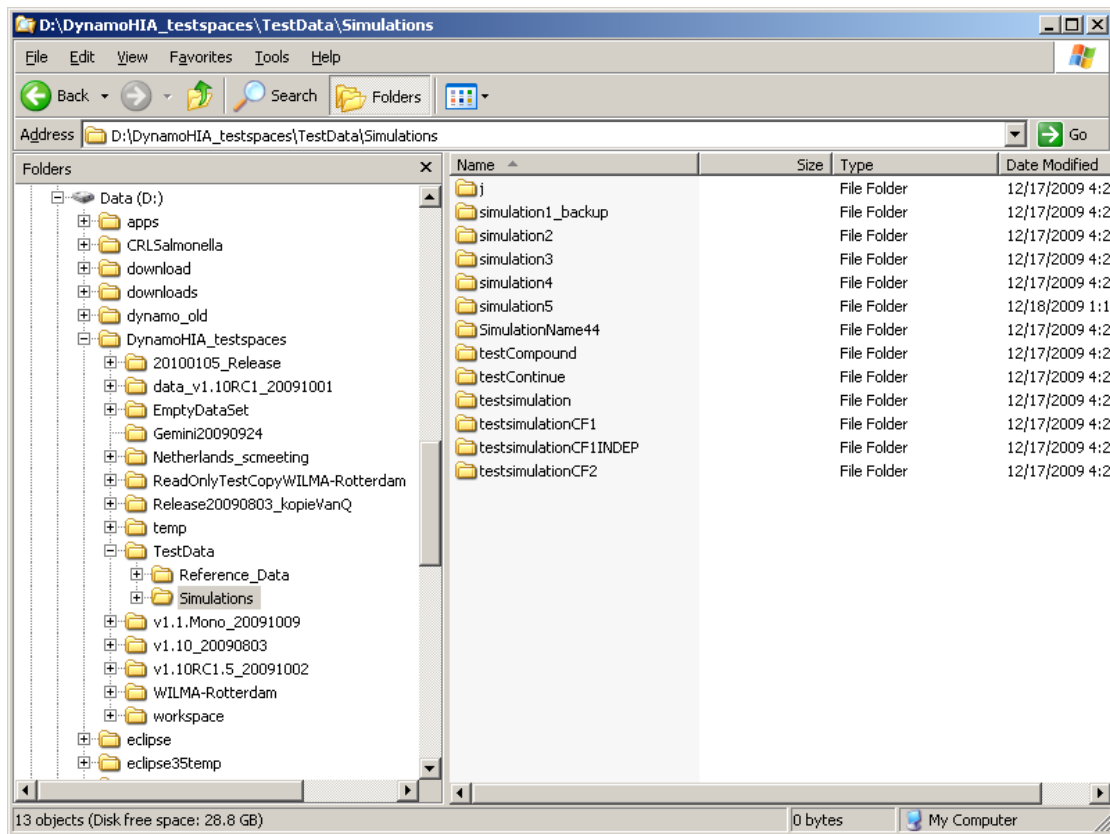 D:\DynamoHIA_testspaces\TestData\Simulations
File Edit View Favorites Tools Help
Back Search Folders
Address D:\DynamoHIA_testspaces\TestData\Simulations Go
Folders
Data (D:)
apps
CRLSalmonella
download
downloads
dynamo_old
DynamoHIA_testspaces
20100105_Release
data_v1.10RC1_20091001
EmptyDataSet
Gemini20090924
Netherlands_scmeeting
ReadOnlyTestCopyWILMA-Rotterdam
Release20090803_kopieVanQ
temp
TestData
Reference_Data
Simulations
v1.1.Mono_20091009
v1.10_20090803
v1.10RC1.5_20091002
WILMA-Rotterdam
workspace
eclipse
eclipse35temp
Name Size Type Date Modified
j File Folder 12/17/2009 4:2
simulation1_backup File Folder 12/17/2009 4:2
simulation2 File Folder 12/17/2009 4:2
simulation3 File Folder 12/17/2009 4:2
simulation4 File Folder 12/17/2009 4:2
simulation5 File Folder 12/18/2009 1:1
SimulationName44 File Folder 12/17/2009 4:2
testCompound File Folder 12/17/2009 4:2
testContinue File Folder 12/17/2009 4:2
testsimulation File Folder 12/17/2009 4:2
testsimulationCF1 File Folder 12/17/2009 4:2
testsimulationCF1INDEP File Folder 12/17/2009 4:2
testsimulationCF2 File Folder 12/17/2009 4:2
13 objects (Disk free space: 28.8 GB) 0 bytes My Computer